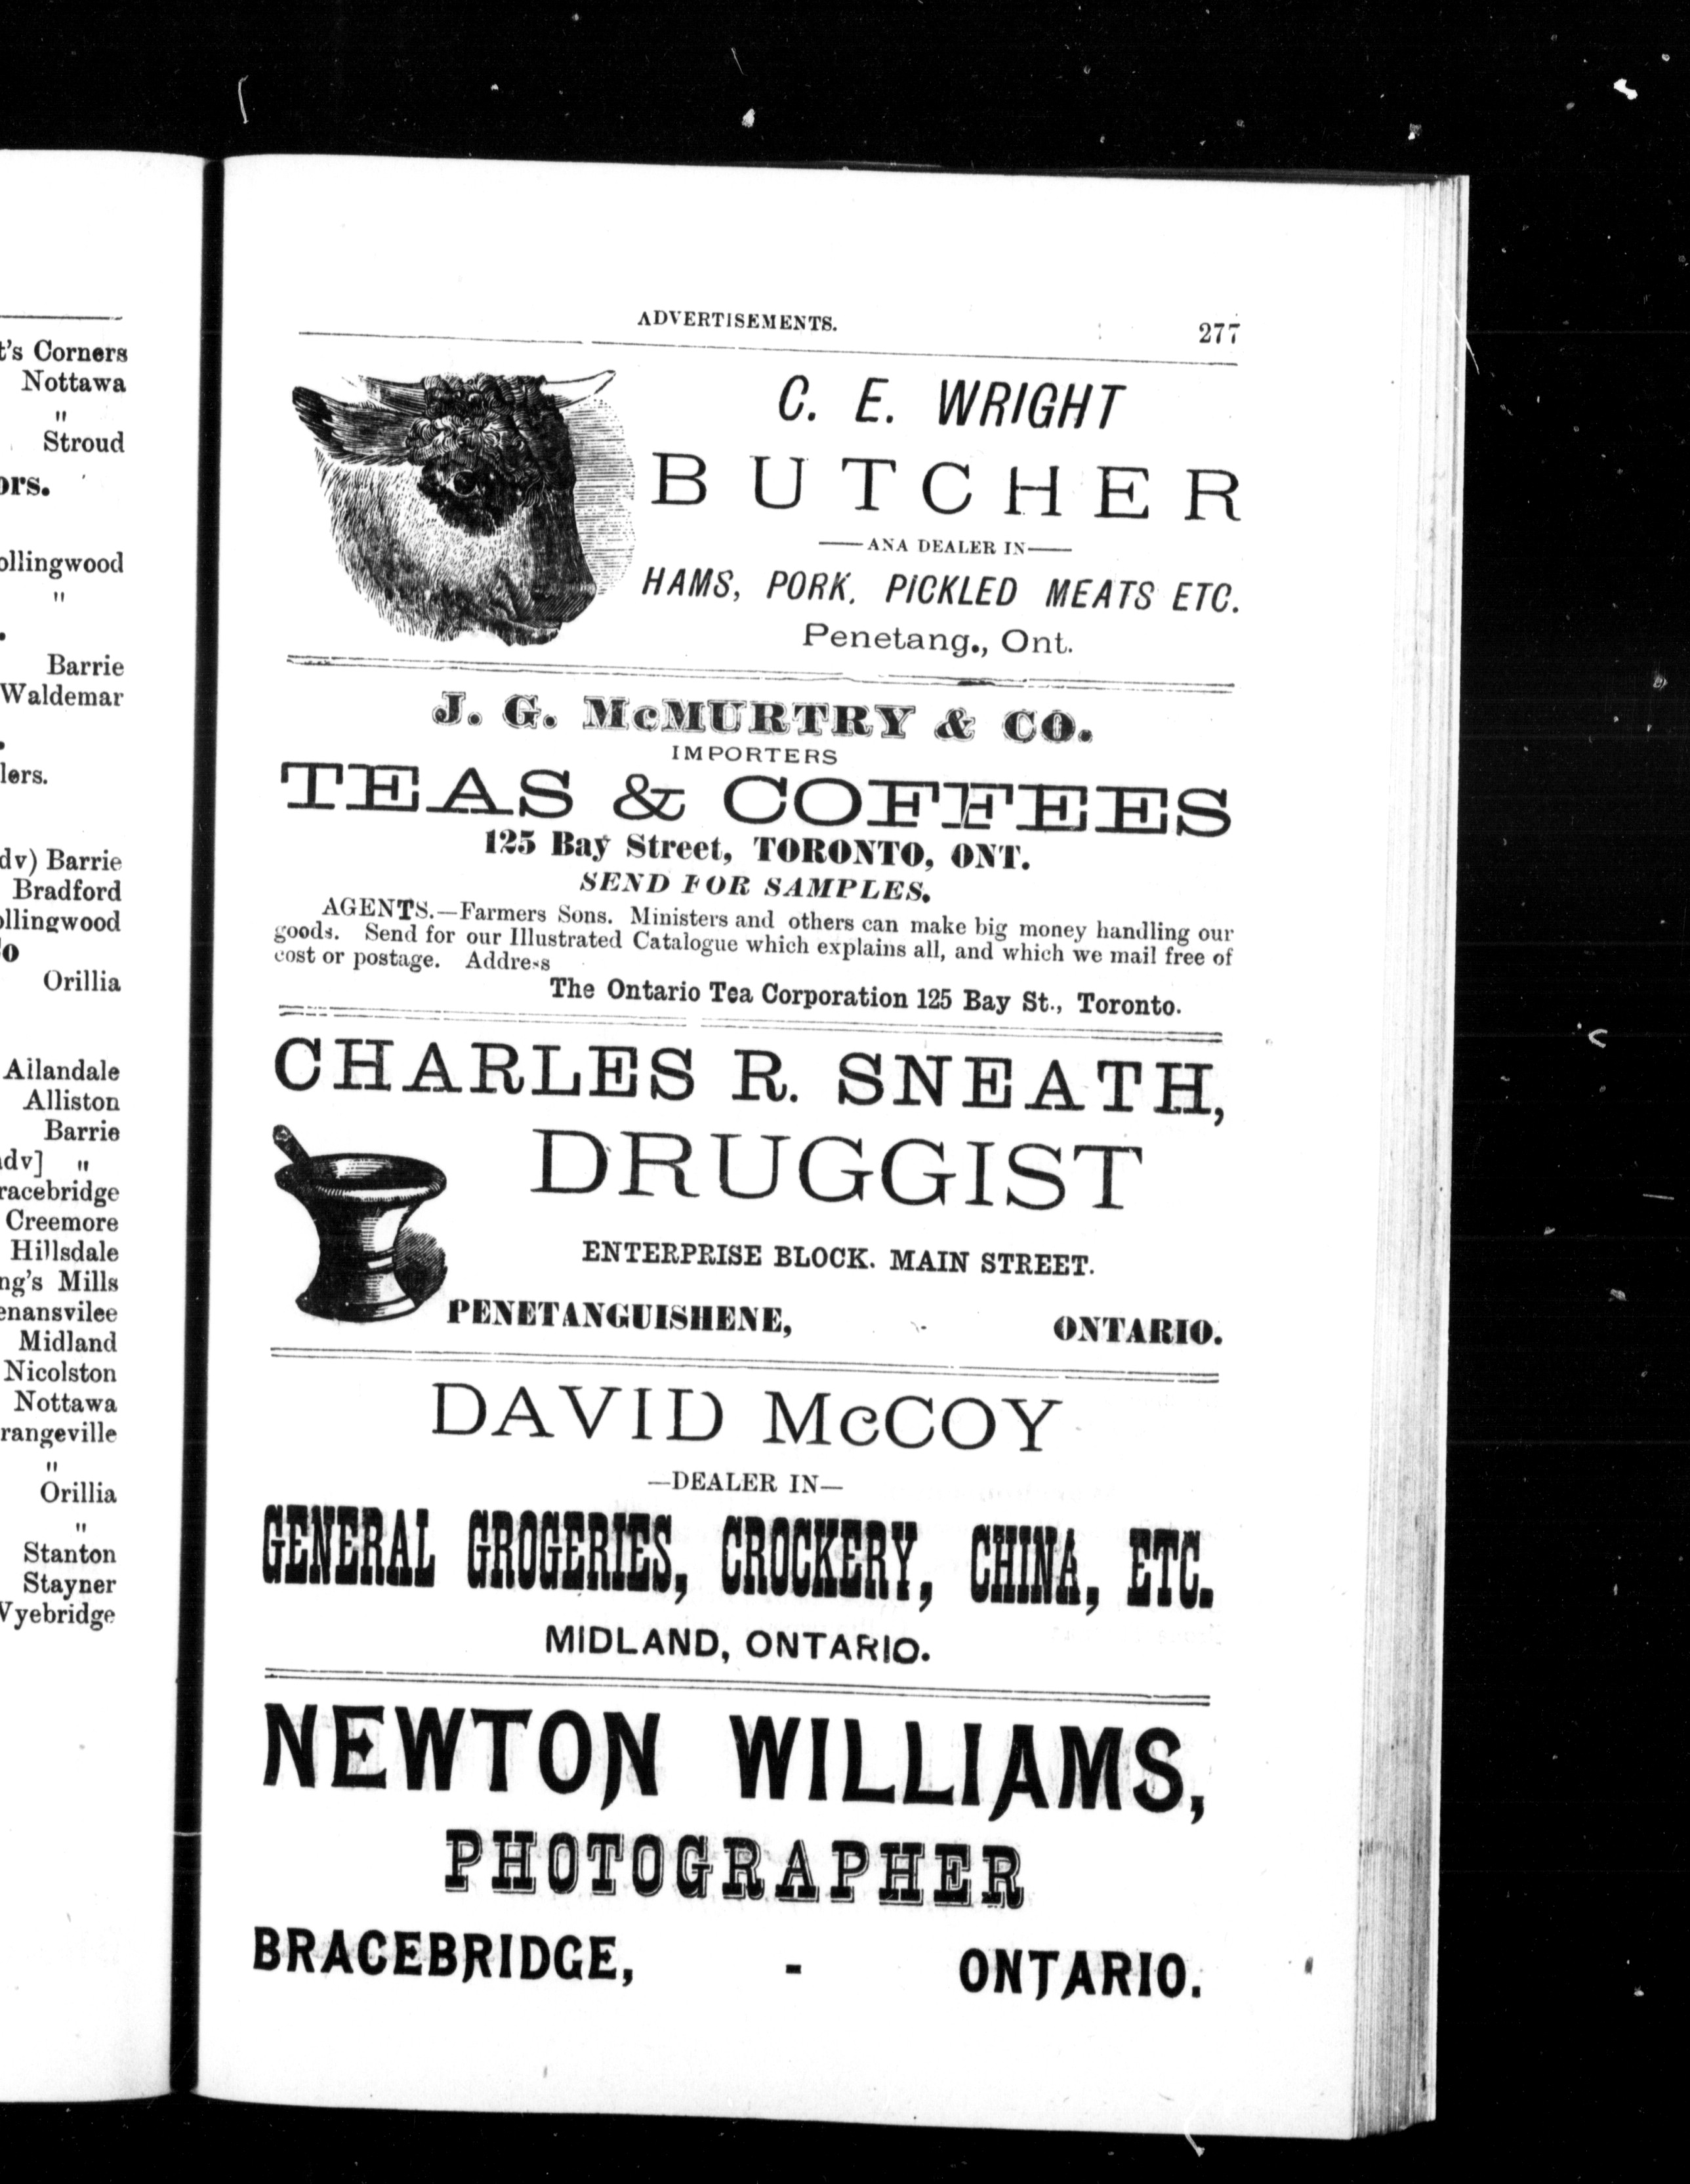 t's Corners
Nottawa
"
Stroud
ors.
ollingwood
"
Barrie
Waldemar
lers.
dv) Barrie
Bradford
ollingwood
o
Orillia
Allandale
Alliston
Barrie
adv] "
racebridge
Creemore
Hillsdale
ng's Mills
enansvilee
Midland
Nicolston
Nottawa
rangeville
"
Orillia
"
Stanton
Stayner
Wyebridge
ADVERTISEMENTS. 277
C. E. WRIGHT
BUTCHER
—ANA DEALER IN—
HAMS, PORK. PICKLED MEATS ETC.
Penetang., Ont.
J. G. McMURTRY & CO.
IMPORTERS
TEAS & COFFEES
125 Bay Street, TORONTO, ONT.
SEND FOR SAMPLES.
AGENTS.—Farmers Sons. Ministers and others can make big money handling our
goods. Send for our Illustrated Catalogue which explains all, and which we mail free of
cost or postage. Address
The Ontario Tea Corporation 125 Bay St., Toronto.
CHARLES R. SNEATH,
DRUGGIST
ENTERPRISE BLOCK. MAIN STREET.
PENETANGUISHENE, - ONTARIO.
DAVID McCOY
—DEALER IN—
GENERAL GROGERIES, CROCKERY, CHINA, ETC.
MIDLAND, ONTARIO.
NEWTON WILLIAMS,
PHOTOGRAPHER
BRACEBRIDGE, - ONTARIO.